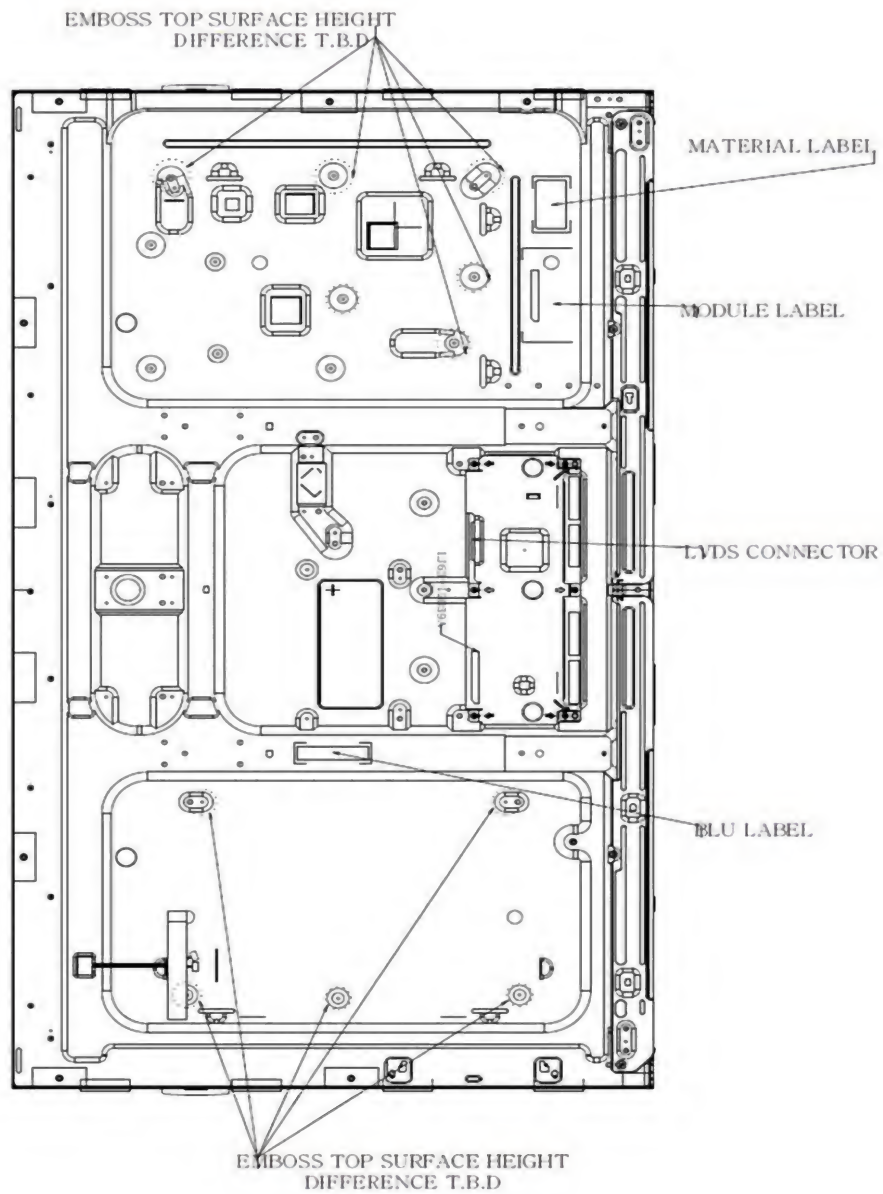 EMBOSS TOP SURFACE HEIGHT
DIFFERENCE T.B.D
MATERIAL LABEL
MODULE LABEL
LVDS CONNECTOR
BLU LABEL
EMBOSS TOP SURFACE HEIGHT
DIFFERENCE T.B.D